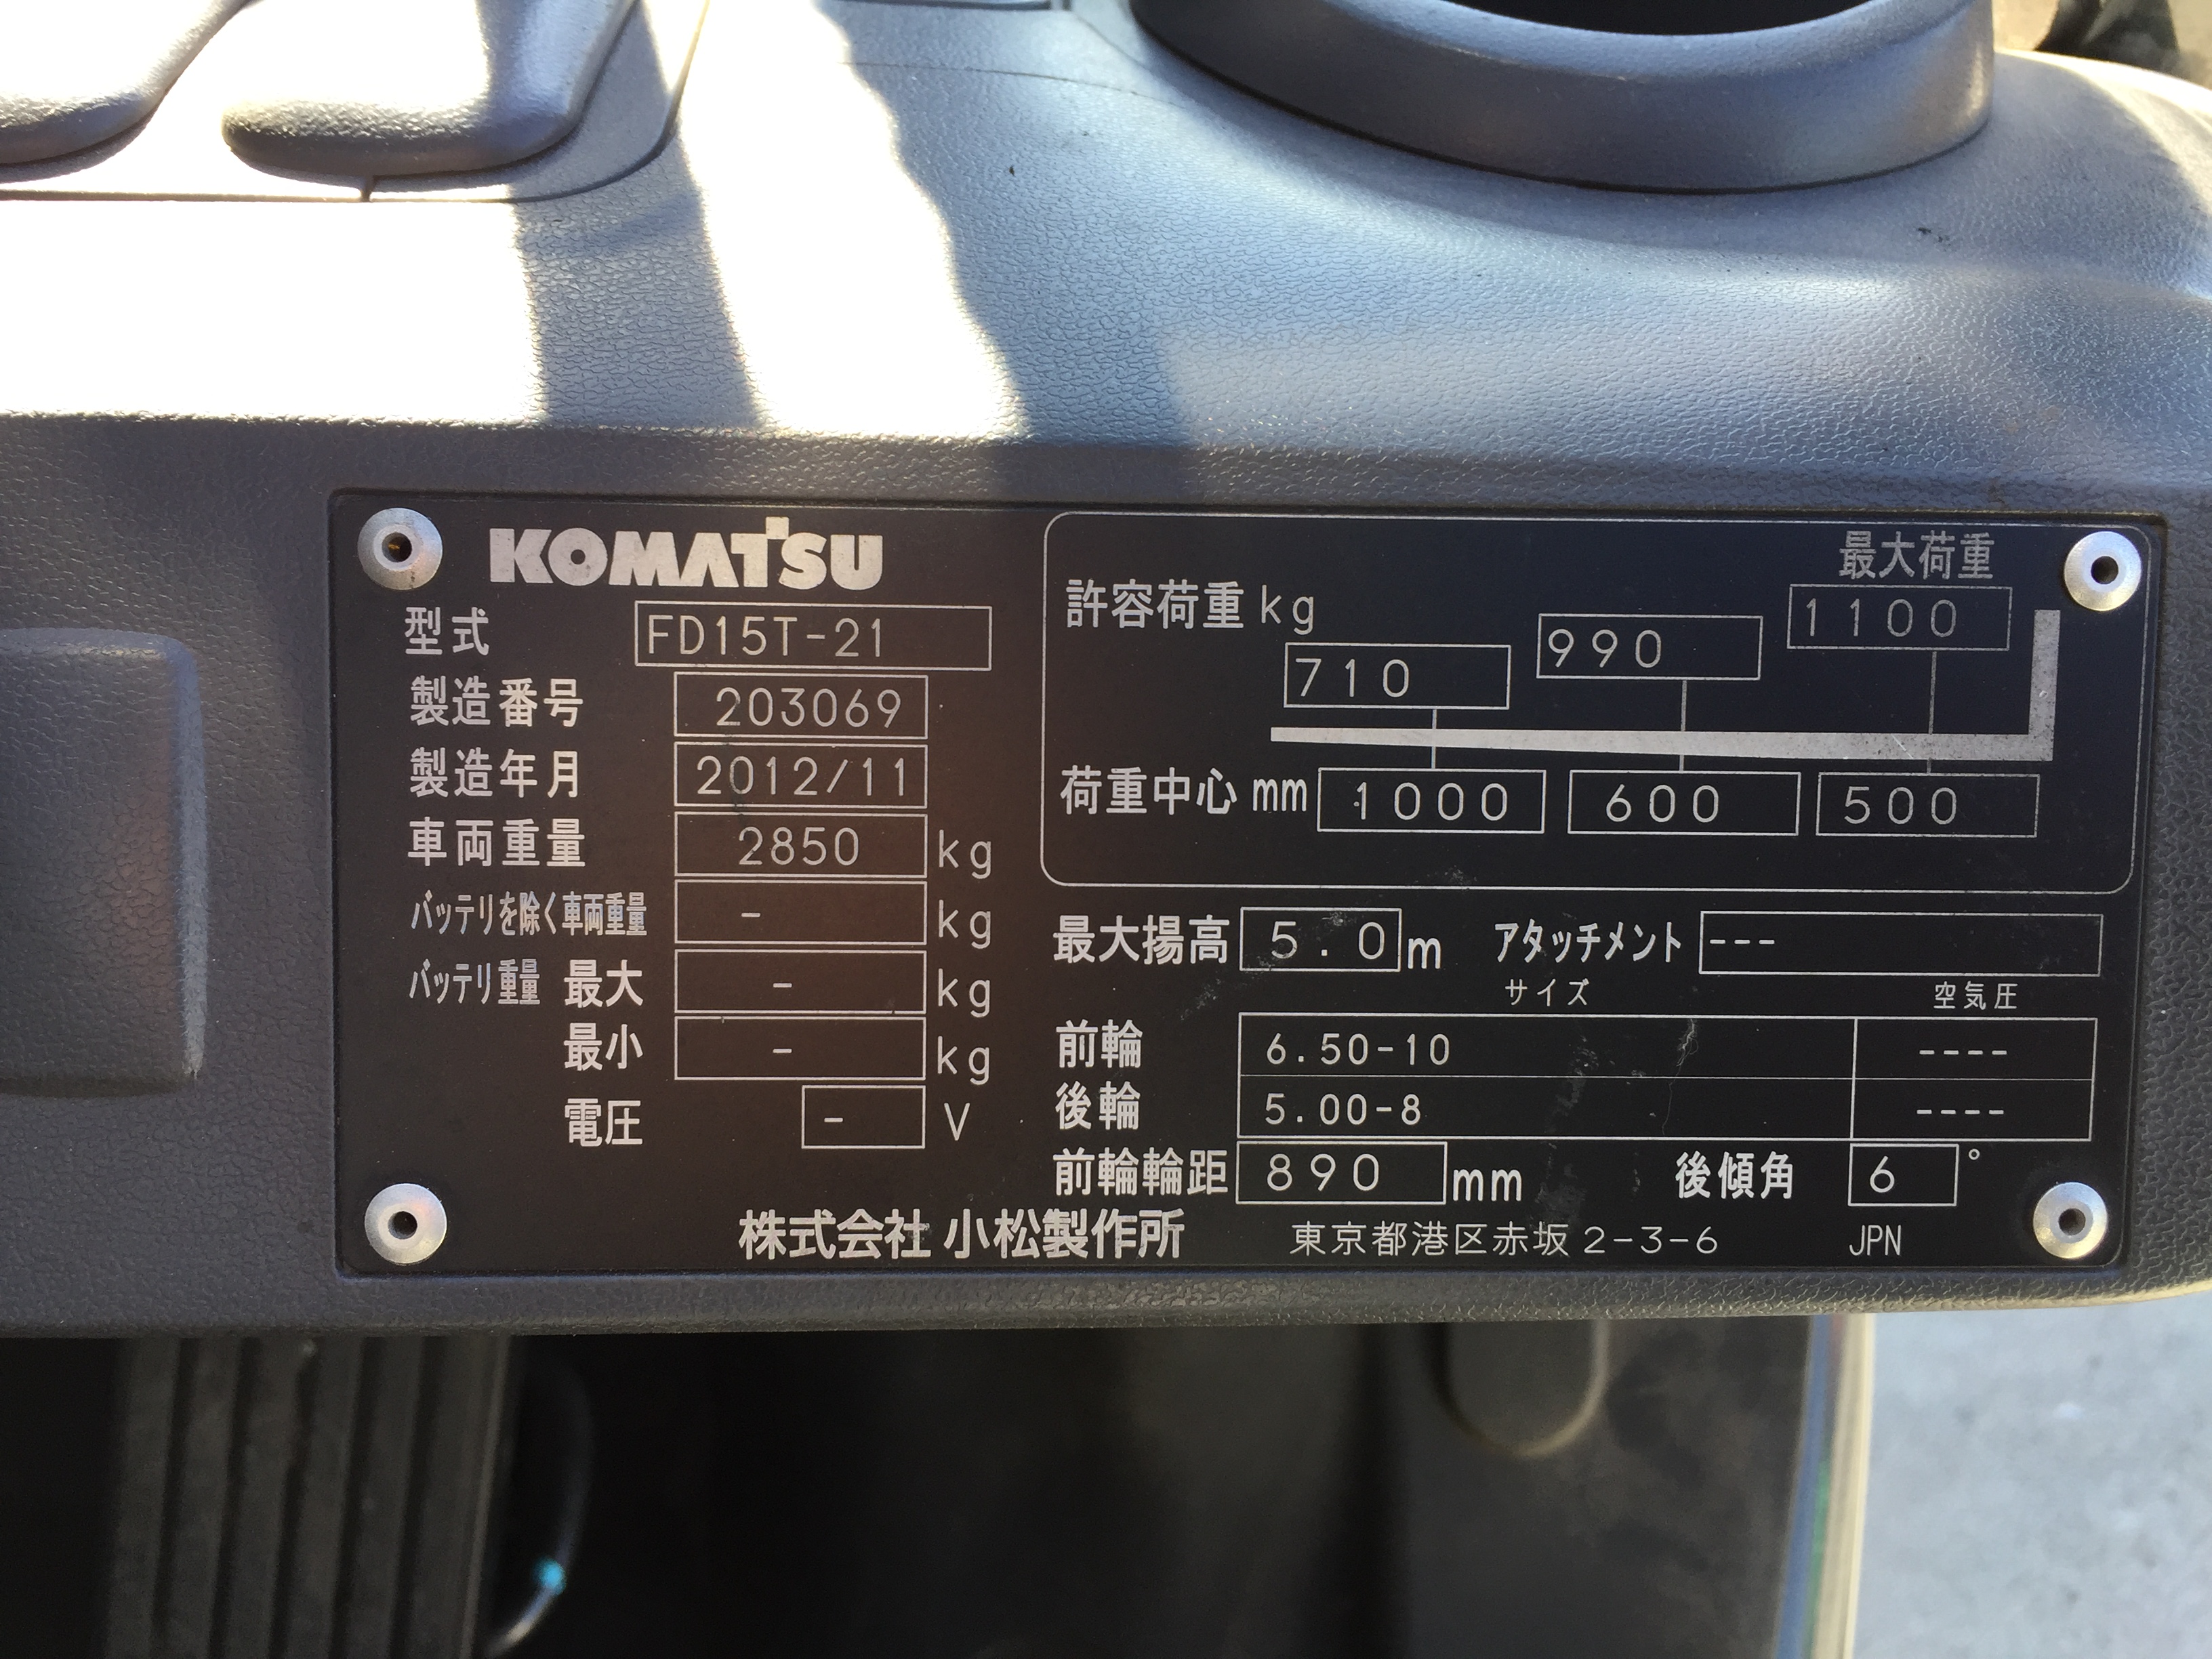 KOMATSU
型式 FD15T-21
製造番号 203069
製造年月 2012/11
車両重量 2850 kg
バッテリを除く車両重量 - kg
バッテリ重量 最大 - kg
最小 - kg
電圧 - V
最大荷重
許容荷重kg 710 990 1100
荷重中心 mm 1000 600 500
最大揚高 5.0 m アタッチメント ---
サイズ 空気圧
前輪 6.50-10 ----
後輪 5.00-8 ----
前輪輪距 890 mm 後傾角 6 °
株式会社 小松製作所 東京都港区赤坂2-3-6 JPN